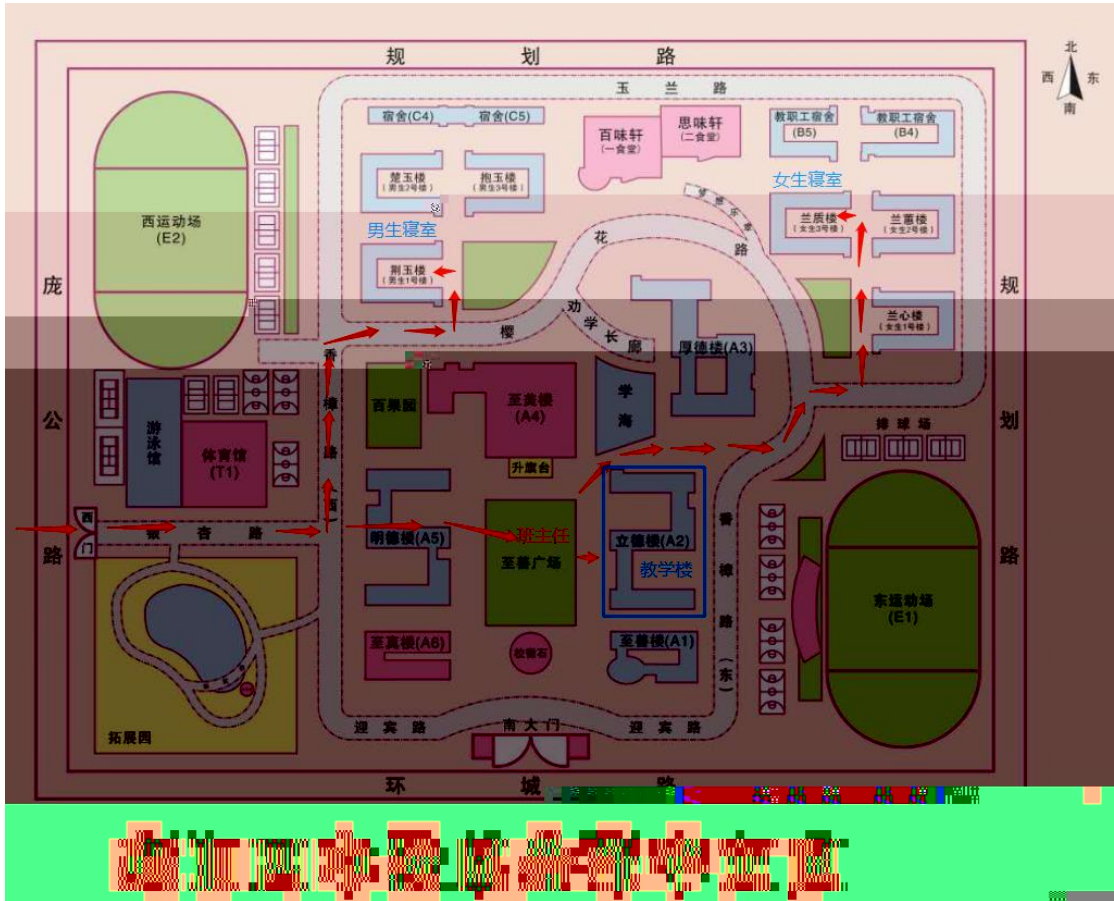 规划路
北
西 东
南
玉兰路
宿舍(C4) 宿舍(C5)
百味轩
(一食堂)
思味轩
(二食堂)
教职工宿舍
(B5)
教职工宿舍
(B4)
楚玉楼
(男生2号楼)
抱玉楼
(男生3号楼)
女生寝室
西运动场
(E2)
男生寝室
兰质楼
(女生3号楼)
兰蕙楼
(女生2号楼)
荆玉楼
(男生1号楼)
樱花路
劝学长廊
兰心楼
(女生1号楼)
庞公路
规划路
香樟路(西)
厚德楼(A3)
百果园
至美楼
(A4)
学海
游泳馆
体育馆
(T1)
升旗台
排球场
西门
银杏路
明德楼(A5)
班主任
至善广场
立德楼(A2)
教学楼
香樟路(东)
东运动场
(E1)
至真楼(A6)
校训石
至善楼(A1)
拓展园
迎宾路
南大门
迎宾路
环城路